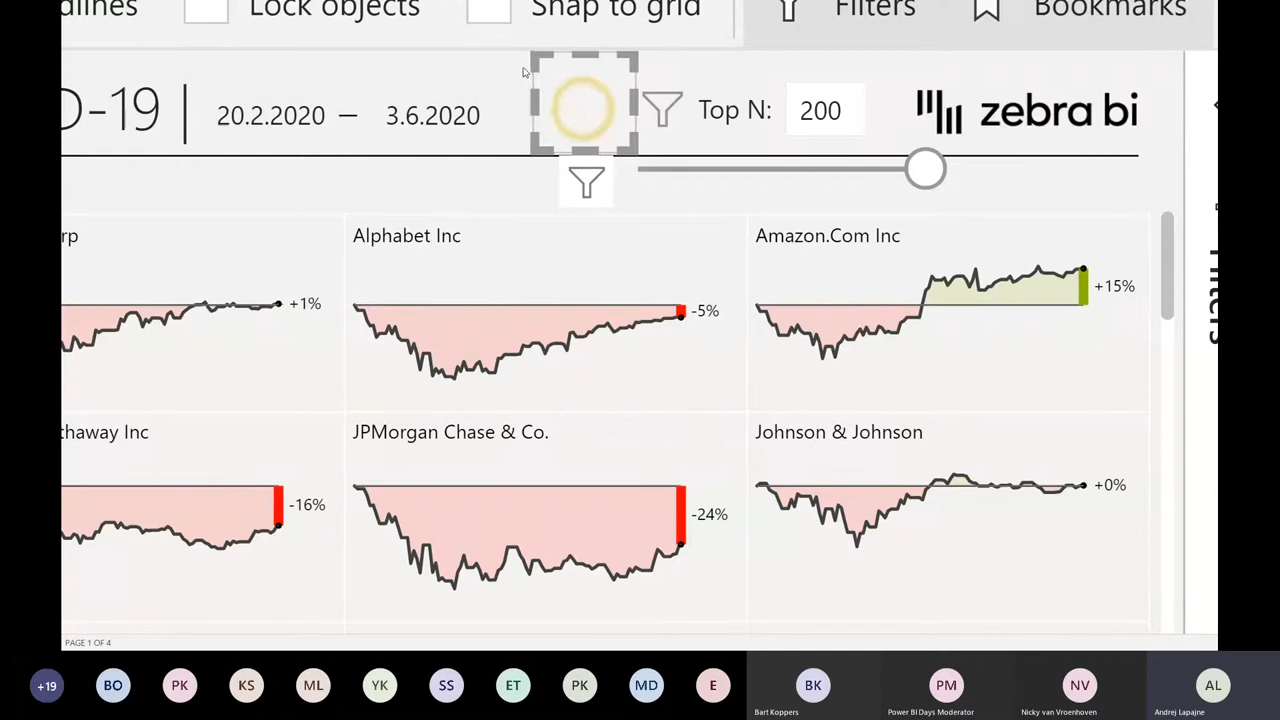 dlines Lock objects Snap to grid Filters Bookmarks
D-19 | 20.2.2020 — 3.6.2020 Top N: 200 zebra bi
rp Alphabet Inc Amazon.Com Inc
+1% -5% +15%
thaway Inc JPMorgan Chase & Co. Johnson & Johnson
-16% -24% +0%
Filters
PAGE 1 OF 4
+19 BO PK KS ML YK SS ET PK MD E BK PM NV AL
Bart Koppers Power BI Days Moderator Nicky van Vroenhoven Andrej Lapajne